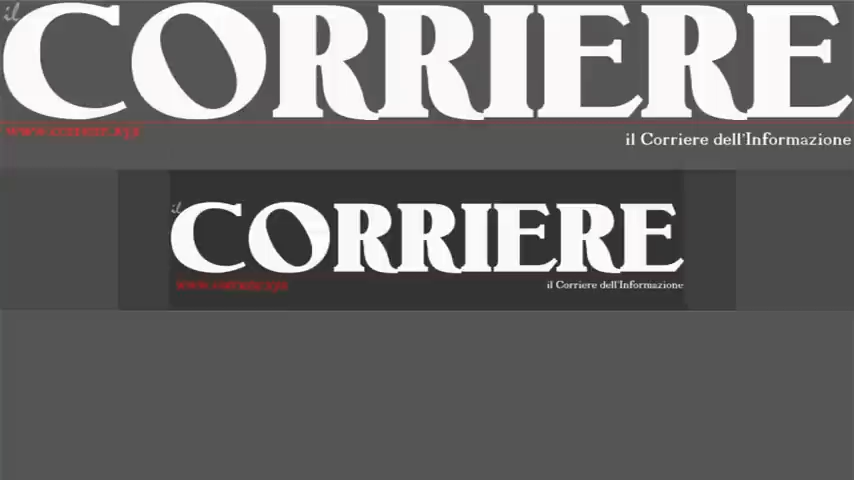 il
CORRIERE
il Corriere dell'Informazione
il
CORRIERE
il Corriere dell'Informazione